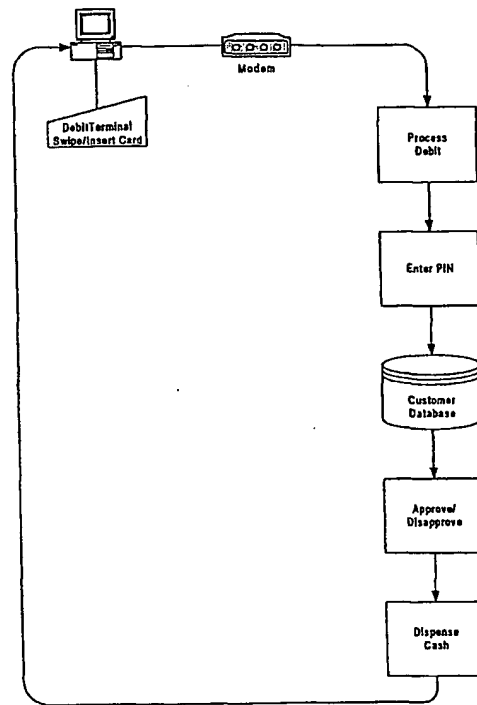 Modem
DebitTerminal
Swipe/Insert Card
Process
Debit
Enter PIN
Customer
Database
Approve/
Disapprove
Dispense
Cash